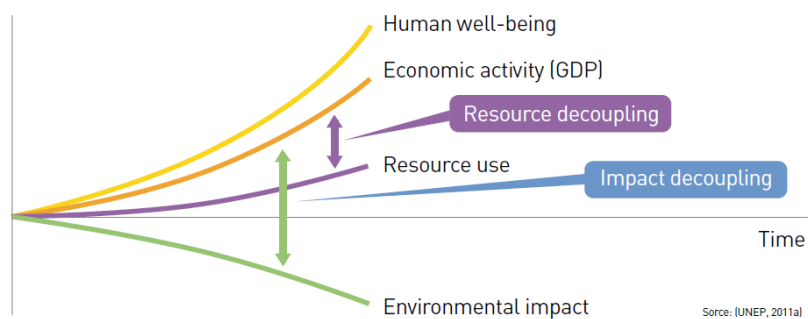 Human well-being
Economic activity (GDP)
Resource decoupling
Resource use
Impact decoupling
Time
Environmental impact
Sorce: (UNEP, 2011a)